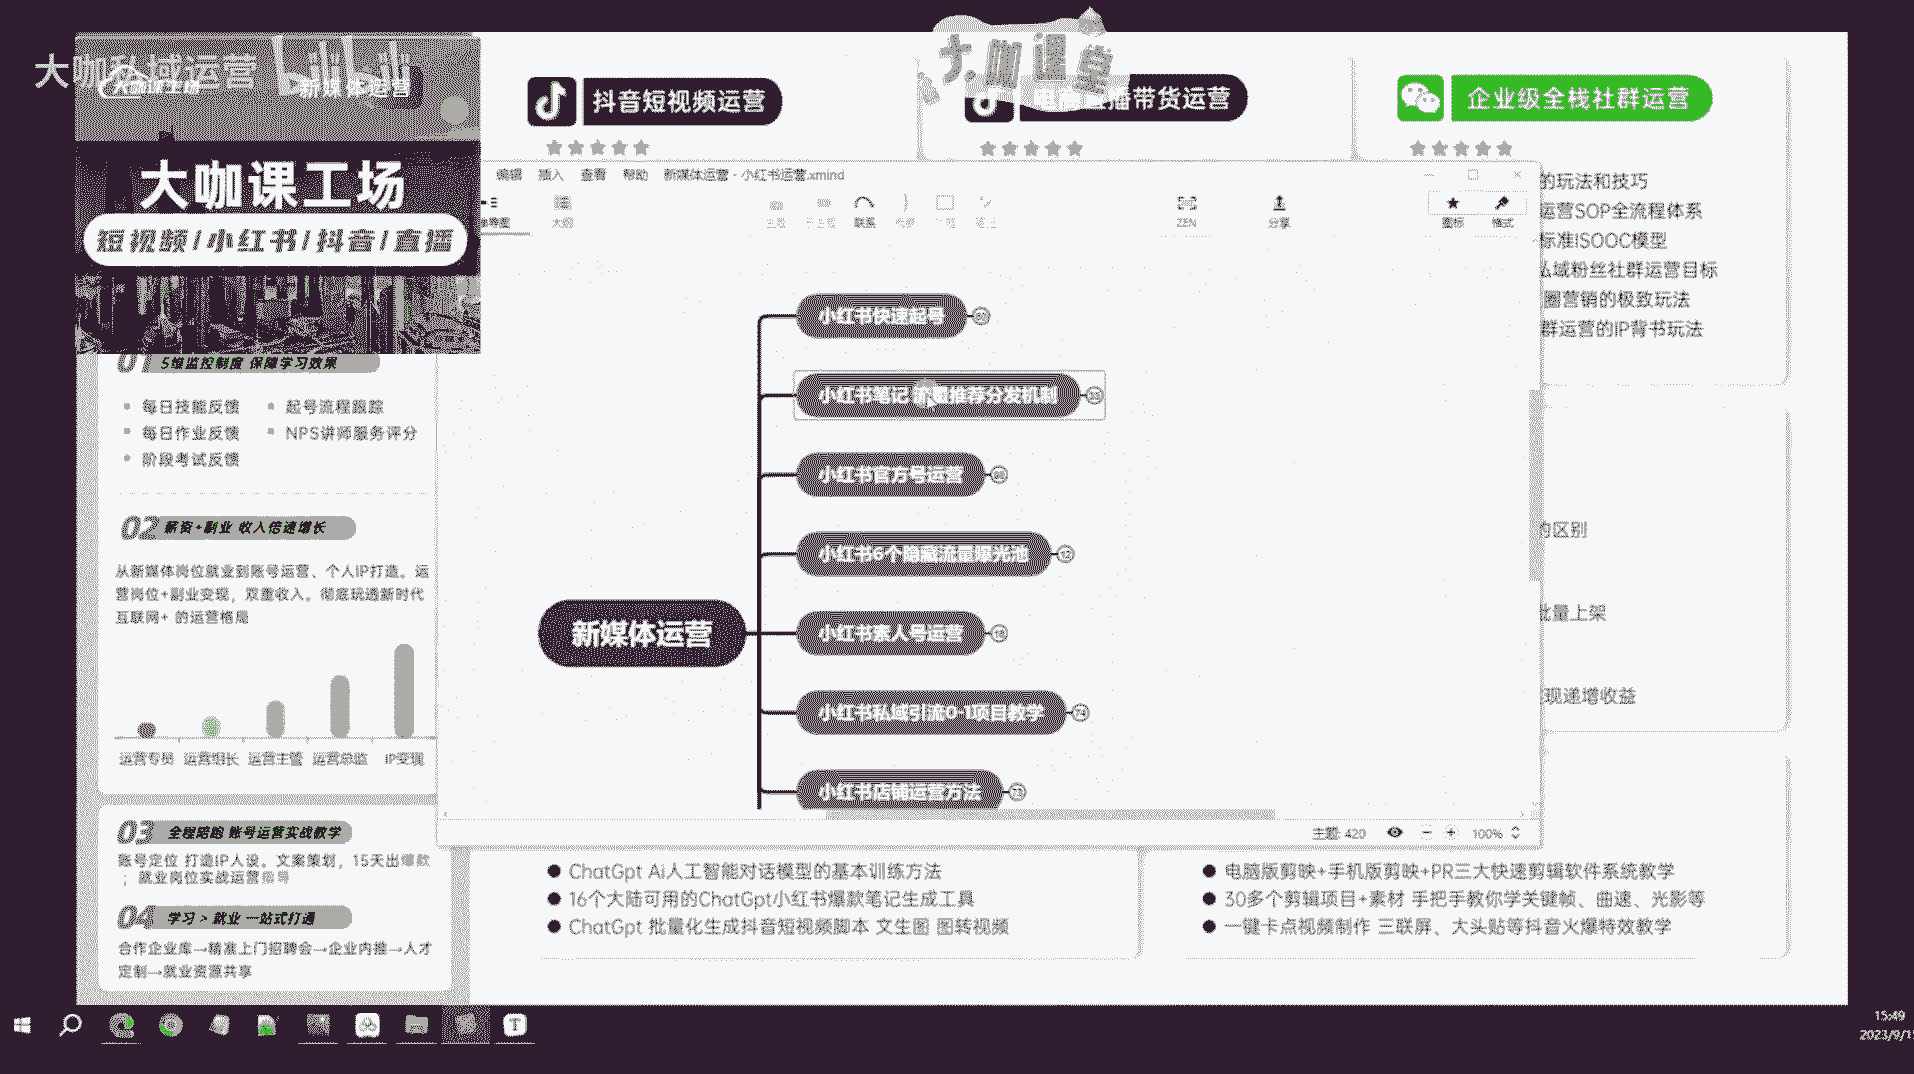 大咖私域运营
大咖课工场
新媒体运营
大咖课工场
短视频/小红书/抖音/直播
大咖课堂
抖音短视频运营
直播带货运营
企业级全栈社群运营
编辑 插入 查看 帮助 新媒体运营 - 小红书运营.xmind
大纲
联系
ZEN
分享
图标
格式
的玩法和技巧
运营SOP全流程体系
标准ISOOC模型
私域粉丝社群运营目标
圈营销的极致玩法
群运营的IP背书玩法
的区别
批量上架
现递增收益
新媒体运营
小红书快速起号
小红书笔记 流量推荐分发机制
小红书官方号运营
小红书6个隐藏流量曝光池
12
小红书素人号运营
小红书私域引流0-1项目教学
74
小红书店铺运营方法
主题: 420
100%
01 5维监控制度 保障学习效果
每日技能反馈
起号流程跟踪
每日作业反馈
NPS讲师服务评分
阶段考试反馈
02 薪资+副业 收入倍速增长
从新媒体岗位就业到账号运营、个人IP打造。运
营岗位+副业变现，双重收入。彻底玩透新时代
互联网+ 的运营格局
运营专员 运营组长 运营主管 运营总监 IP变现
03 全程陪跑 账号运营实战教学
账号定位 打造IP人设。文案策划，15天出爆款
；就业岗位实战运营指导
04 学习 > 就业 一站式打通
合作企业库→精准上门招聘会→企业内推→人才
定制→就业资源共享
ChatGpt Ai人工智能对话模型的基本训练方法
16个大陆可用的ChatGpt小红书爆款笔记生成工具
ChatGpt 批量化生成抖音短视频脚本 文生图 图转视频
电脑版剪映+手机版剪映+PR三大快速剪辑软件系统教学
30多个剪辑项目+素材 手把手教你学关键帧、曲速、光影等
一键卡点视频制作 三联屏、大头贴等抖音火爆特效教学
15:49
2023/9/1